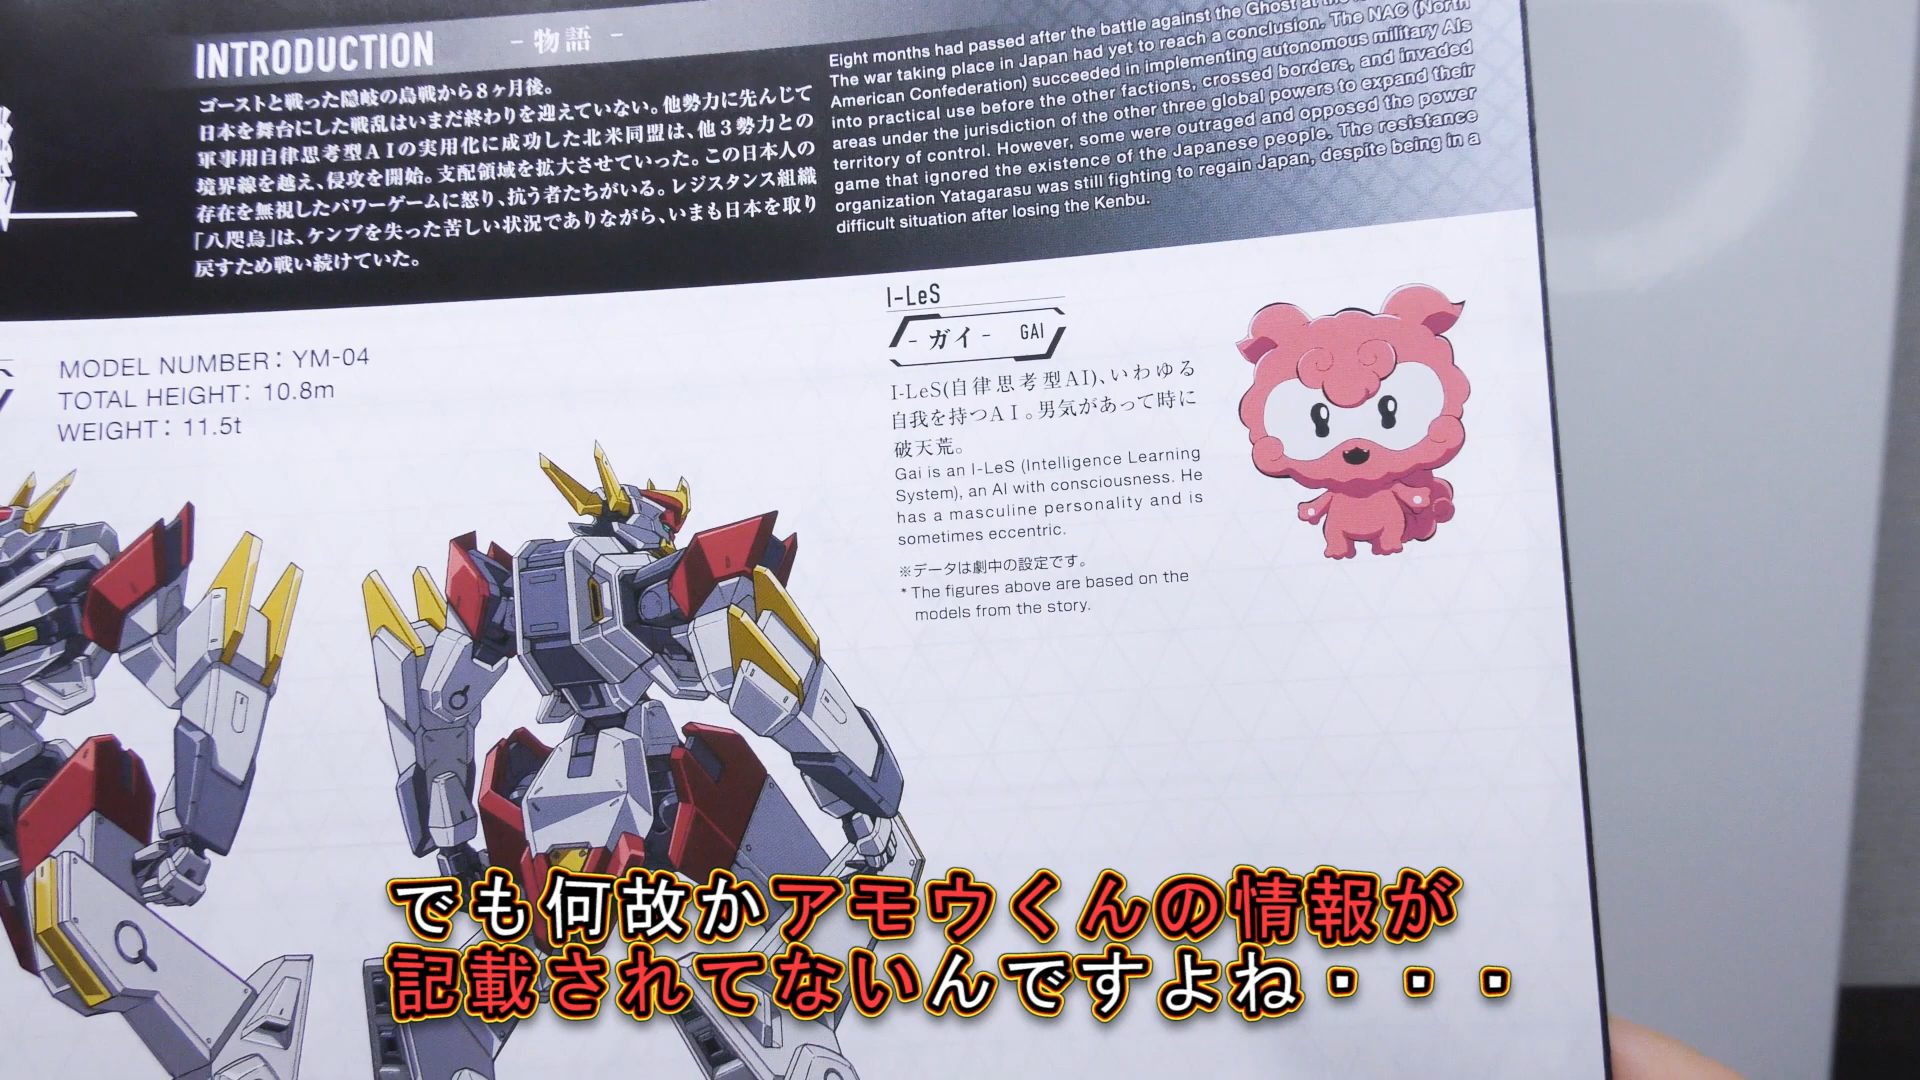 INTRODUCTION
-物語-
ゴーストと戦った隠岐の島戦から8ヶ月後。
日本を舞台にした戦乱はいまだ終わりを迎えていない。他勢力に先んじて
軍事用自律思考型AIの実用化に成功した北米同盟は、他3勢力との
境界線を越え、侵攻を開始。支配領域を拡大させていった。この日本人の
存在を無視したパワーゲームに怒り、抗う者たちがいる。レジスタンス組織
「八咫烏」は、ケンブを失った苦しい状況でありながら、いまも日本を取り
戻すため戦い続けていた。
Eight months had passed after the battle against the Ghost at
The war taking place in Japan had yet to reach a conclusion. The NAC (North
American Confederation) succeeded in implementing autonomous military AIs
into practical use before the other factions, crossed borders, and invaded
areas under the jurisdiction of the other three global powers to expand their
territory of control. However, some were outraged and opposed the power
game that ignored the existence of the Japanese people. The resistance
organization Yatagarasu was still fighting to regain Japan, despite being in a
difficult situation after losing the Kenbu.
MODEL NUMBER: YM-04
TOTAL HEIGHT: 10.8m
WEIGHT: 11.5t
I-LeS
-ガイ- GAI
I-LeS(自律思考型AI)、いわゆる
自我を持つAI。男気があって時に
破天荒。
Gai is an I-LeS (Intelligence Learning
System), an AI with consciousness. He
has a masculine personality and is
sometimes eccentric.
※データは劇中の設定です。
* The figures above are based on the
models from the story.
でも何故かアモウくんの情報が
記載されてないんですよね・・・